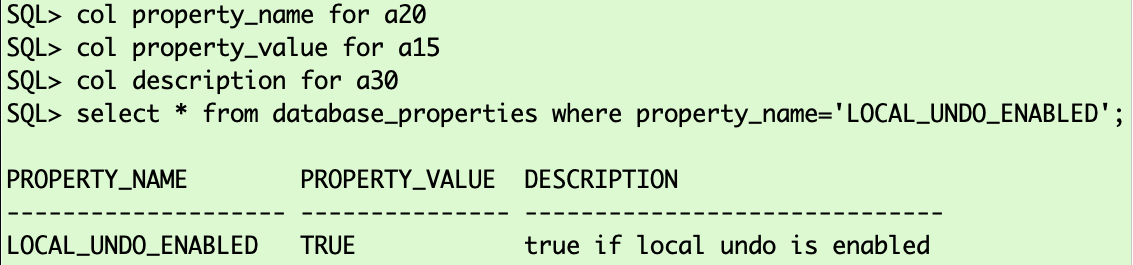 SQL> col property_name for a20
SQL> col property_value for a15
SQL> col description for a30
SQL> select * from database_properties where property_name='LOCAL_UNDO_ENABLED';
PROPERTY_NAME        PROPERTY_VALUE  DESCRIPTION
-------------------- --------------- ------------------------------
LOCAL_UNDO_ENABLED   TRUE            true if local undo is enabled